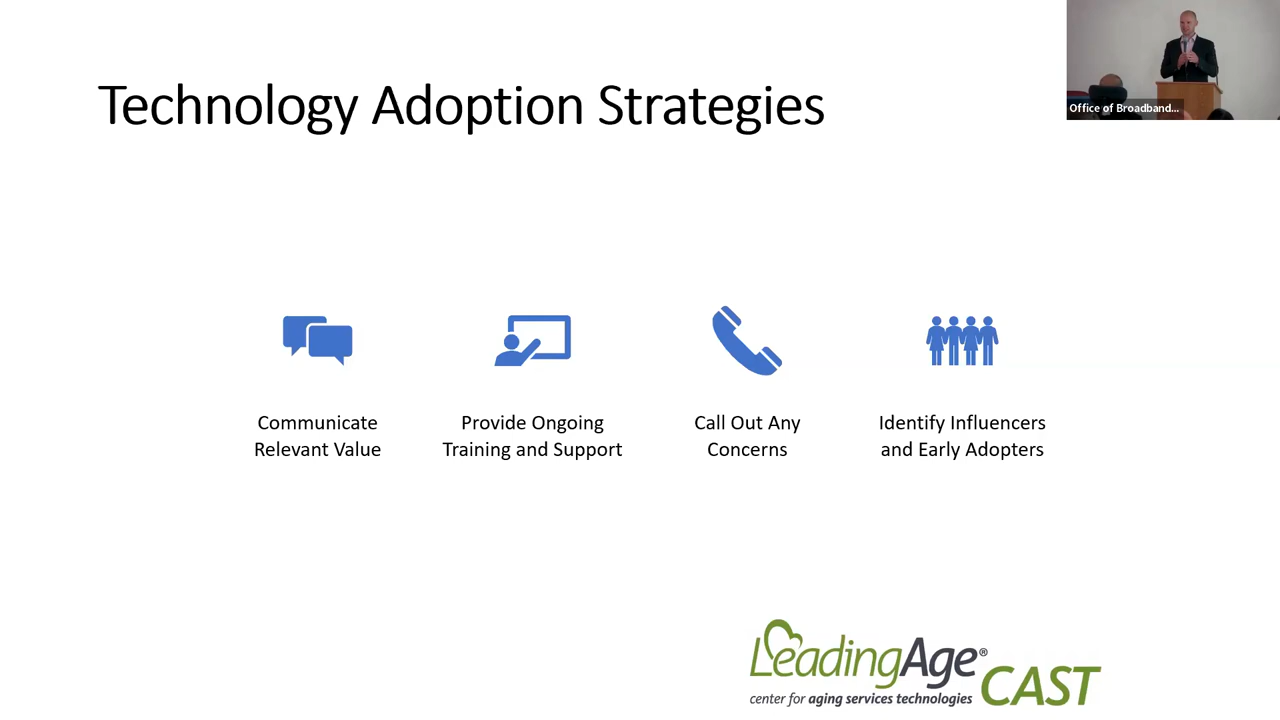 Technology Adoption Strategies
Office of Broadband...
Communicate
Relevant Value
Provide Ongoing
Training and Support
Call Out Any
Concerns
Identify Influencers
and Early Adopters
LeadingAge®
CAST
center for aging services technologies